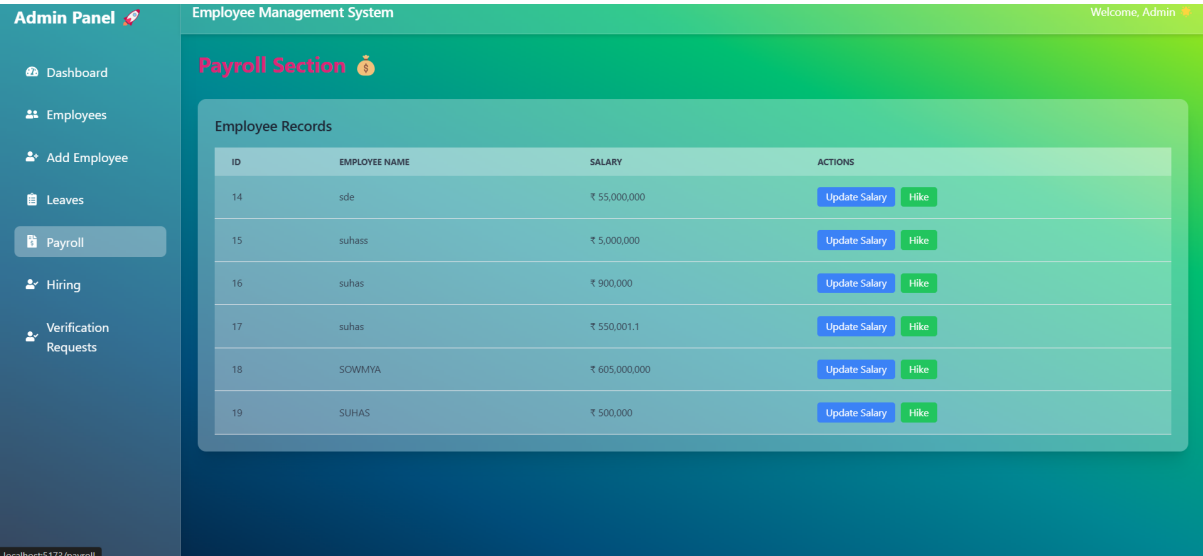 Admin Panel 🚀
Employee Management System
Welcome, Admin
Dashboard
Employees
Add Employee
Leaves
Payroll
Hiring
Verification
Requests
Payroll Section 💰
Employee Records
ID EMPLOYEE NAME SALARY ACTIONS
14 sde ₹ 55,000,000 Update Salary Hike
15 suhass ₹ 5,000,000 Update Salary Hike
16 suhas ₹ 900,000 Update Salary Hike
17 suhas ₹ 550,001.1 Update Salary Hike
18 SOWMYA ₹ 605,000,000 Update Salary Hike
19 SUHAS ₹ 500,000 Update Salary Hike
localhost:5173/payroll